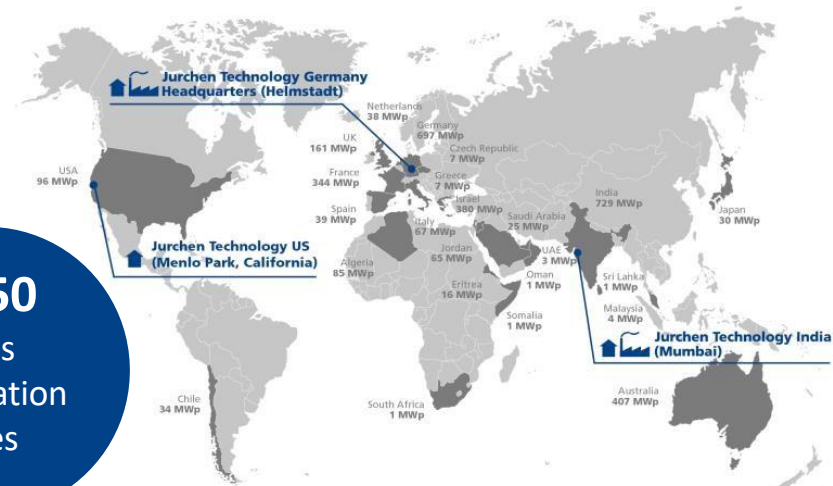 Jurchen Technology Germany
Headquarters (Helmstadt)
Netherlands
38 MWp
Germany
697 MWp
UK
161 MWp
Czech Republic
7 MWp
USA
96 MWp
France
344 MWp
Greece
7 MWp
Israel
380 MWp
India
729 MWp
Spain
39 MWp
Italy
67 MWp
Saudi Arabia
25 MWp
Japan
30 MWp
Jurchen Technology US
(Menlo Park, California)
Algeria
85 MWp
Jordan
65 MWp
UAE
3 MWp
Oman
1 MWp
Sri Lanka
1 MWp
Eritrea
16 MWp
Malaysia
4 MWp
Somalia
1 MWp
Jurchen Technology India
(Mumbai)
50
Chile
34 MWp
South Africa
1 MWp
Australia
407 MWp